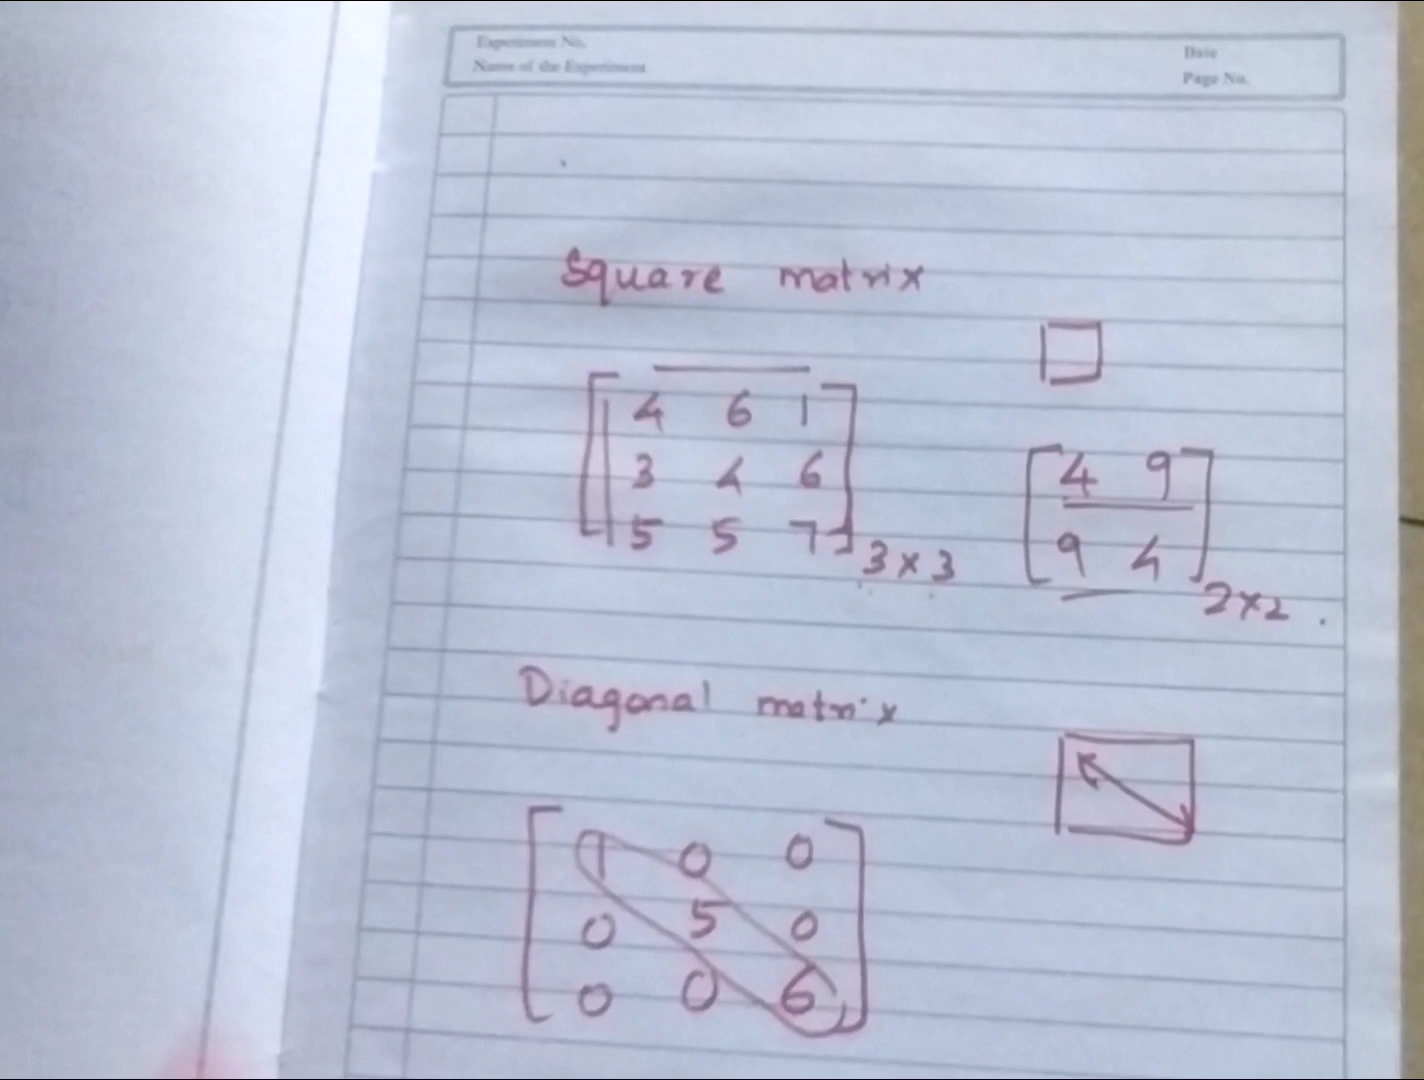 Experiment No.
Date
Name of the Experiment
Page No.
Square matrix
4 6 1
3 4 6
5 5 7
3 × 3
4 9
9 4
2×2 .
Diagonal matrix
1 0 0
0 5 0
0 0 6